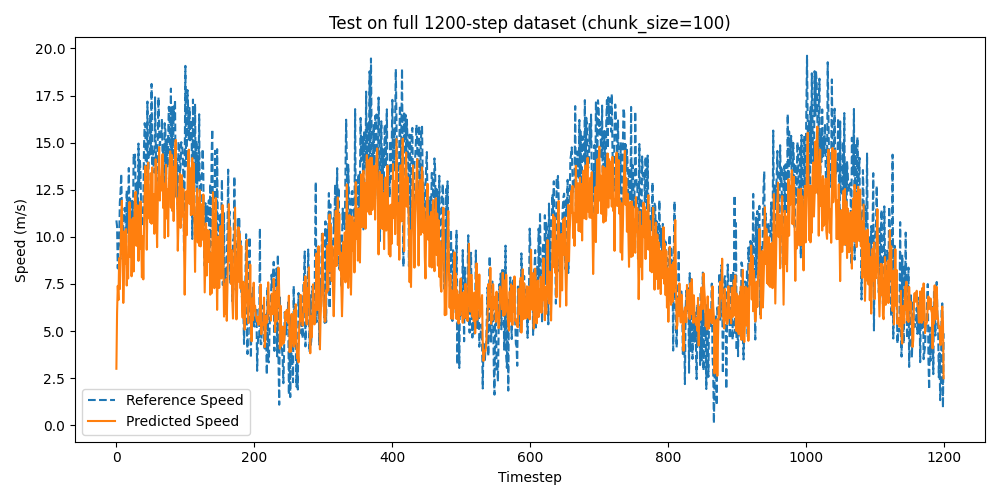 Test on full 1200-step dataset (chunk_size=100)
20.0
17.5
15.0
12.5
10.0
7.5
5.0
2.5
0.0
Speed (m/s)
Reference Speed
Predicted Speed
0 200 400 600 800 1000 1200
Timestep